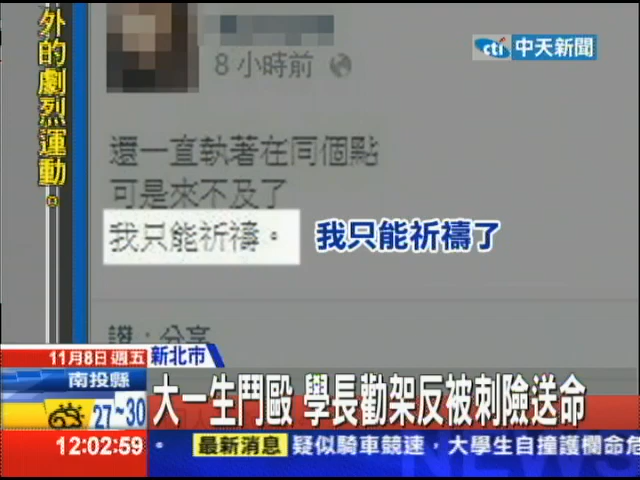 外的劇烈運動。
cti 中天新聞
8 小時前
還一直執著在同個點
可是來不及了
我只能祈禱。
我只能祈禱了
讚·分享
11月8日 週五 新北市
南投縣
27~30
大一生鬥毆 學長勸架反被刺險送命
12:02:59
最新消息 疑似騎車競速，大學生自撞護欄命危
NEWS